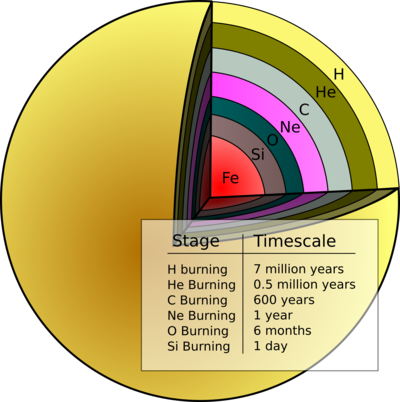 H
He
C
Ne
O
Si
Fe
Stage Timescale
H burning 7 million years
He Burning 0.5 million years
C Burning 600 years
Ne Burning 1 year
O Burning 6 months
Si Burning 1 day